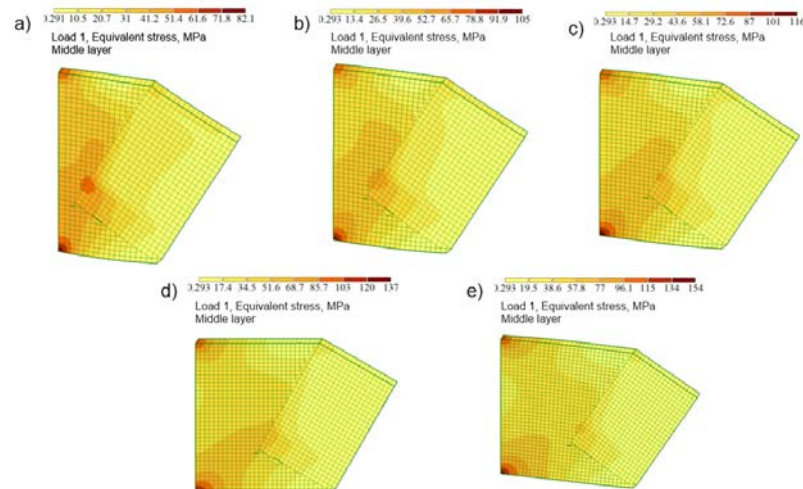 0.291 10.5 20.7 31 41.2 51.4 61.6 71.8 82.1
a)
Load 1, Equivalent stress, MPa
Middle layer
0.293 13.4 26.5 39.6 52.7 65.7 78.8 91.9 105
b)
Load 1, Equivalent stress, MPa
Middle layer
0.293 14.7 29.2 43.6 58.1 72.6 87 101 116
c)
Load 1, Equivalent stress, MPa
Middle layer
0.293 17.4 34.5 51.6 68.7 85.7 103 120 137
d)
Load 1, Equivalent stress, MPa
Middle layer
0.293 19.5 38.6 57.8 77 96.1 115 134 154
e)
Load 1, Equivalent stress, MPa
Middle layer